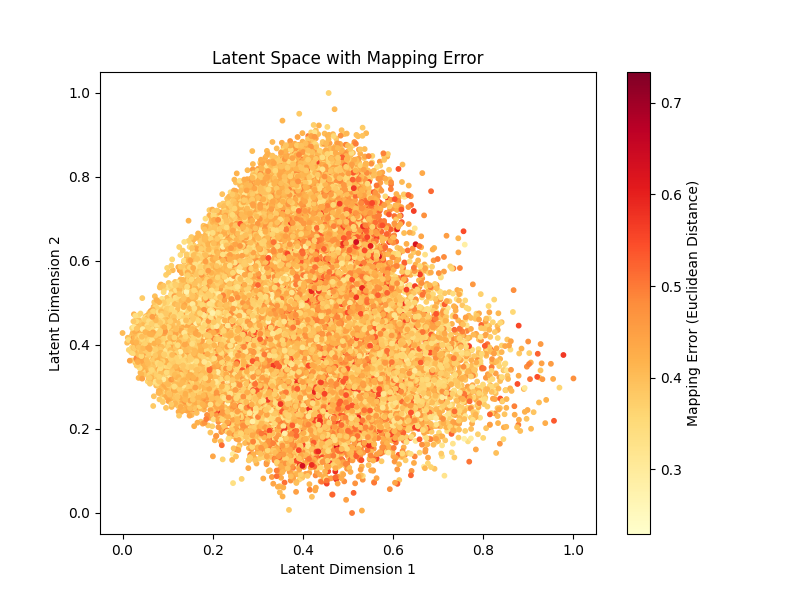 Latent Space with Mapping Error
1.0
0.8
0.6
0.4
0.2
0.0
Latent Dimension 2
0.0 0.2 0.4 0.6 0.8 1.0
Latent Dimension 1
0.7
0.6
0.5
0.4
0.3
Mapping Error (Euclidean Distance)